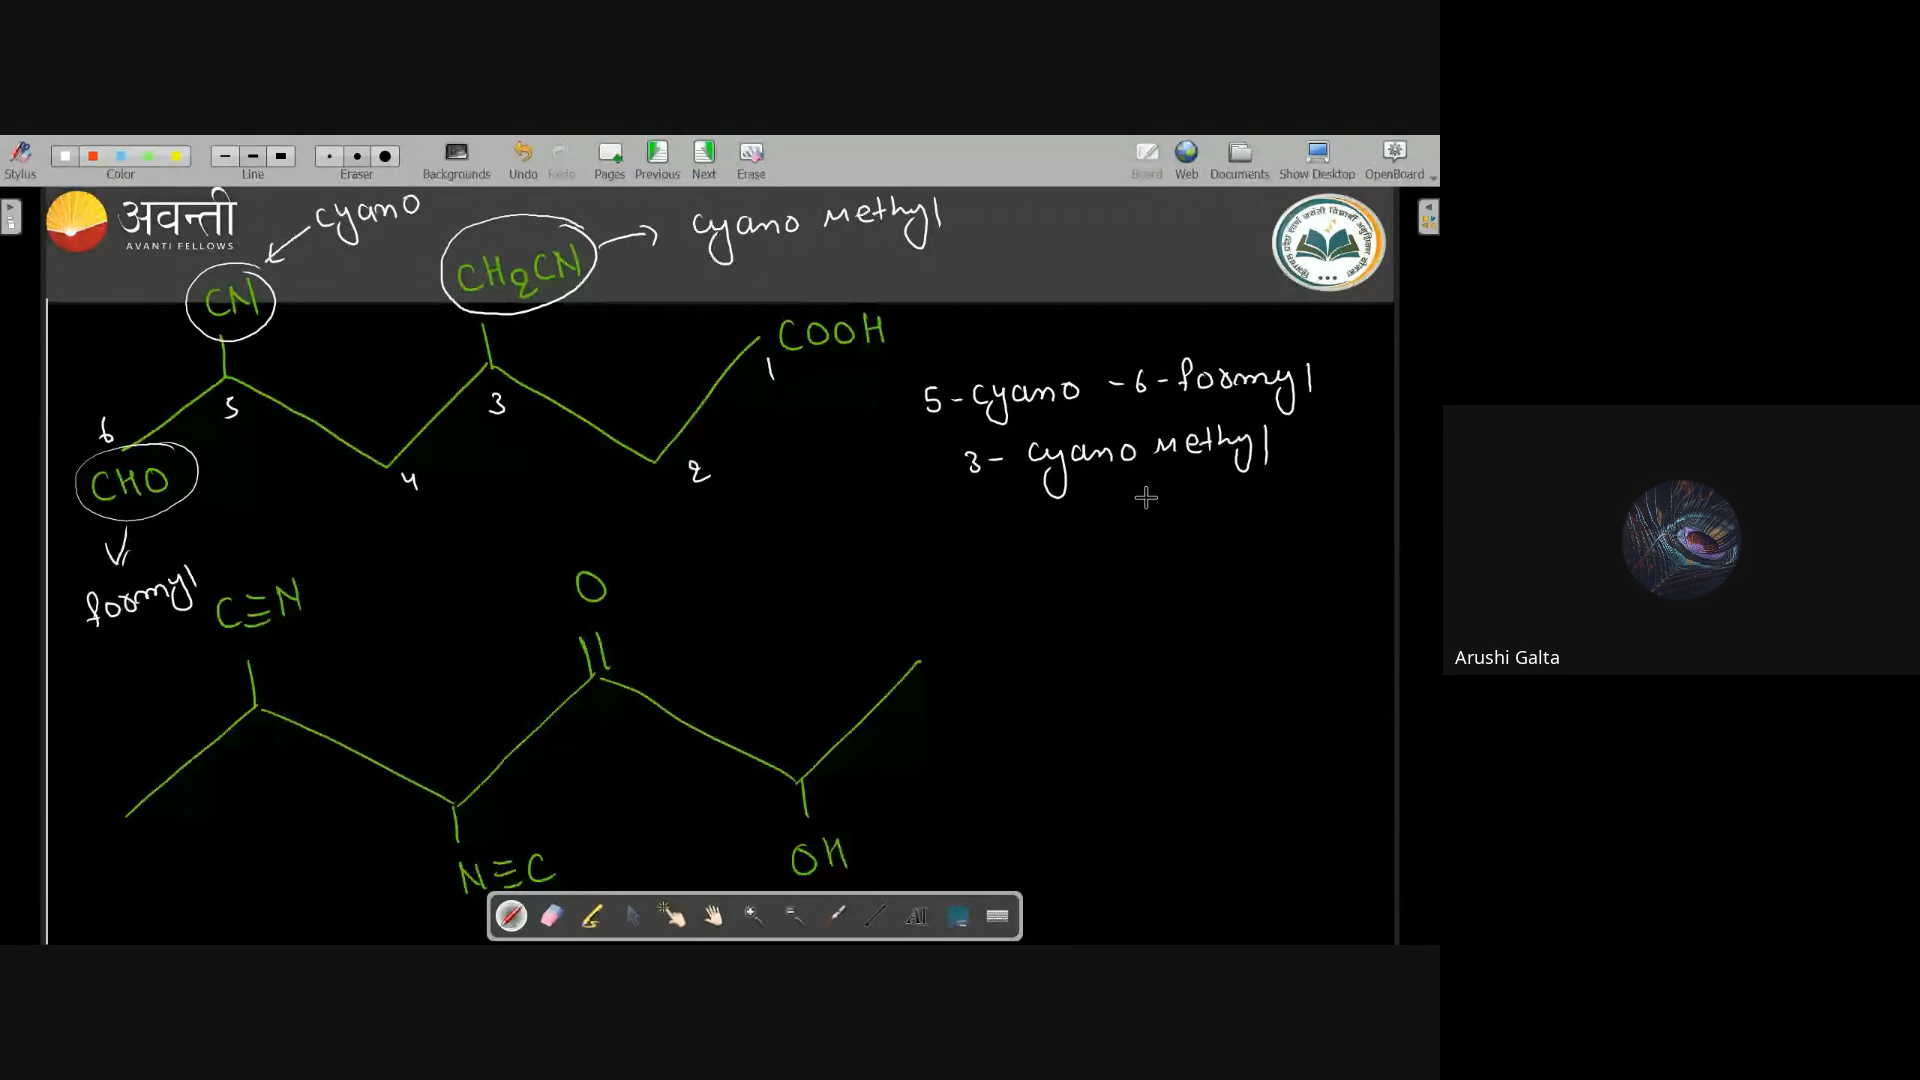 Stylus
Color
Line
Eraser
Backgrounds
Undo
Redo
Pages
Previous
Next
Erase
Board
Web
Documents
Show Desktop
OpenBoard
अवन्ती
AVANTI FELLOWS
cyano
cyano methyl
CN
CH2CN
COOH
1
5
3
6
4
2
CHO
formyl
5-cyano -6-formyl
3- cyano methyl
C≡N
O
N≡C
OH
Arushi Galta